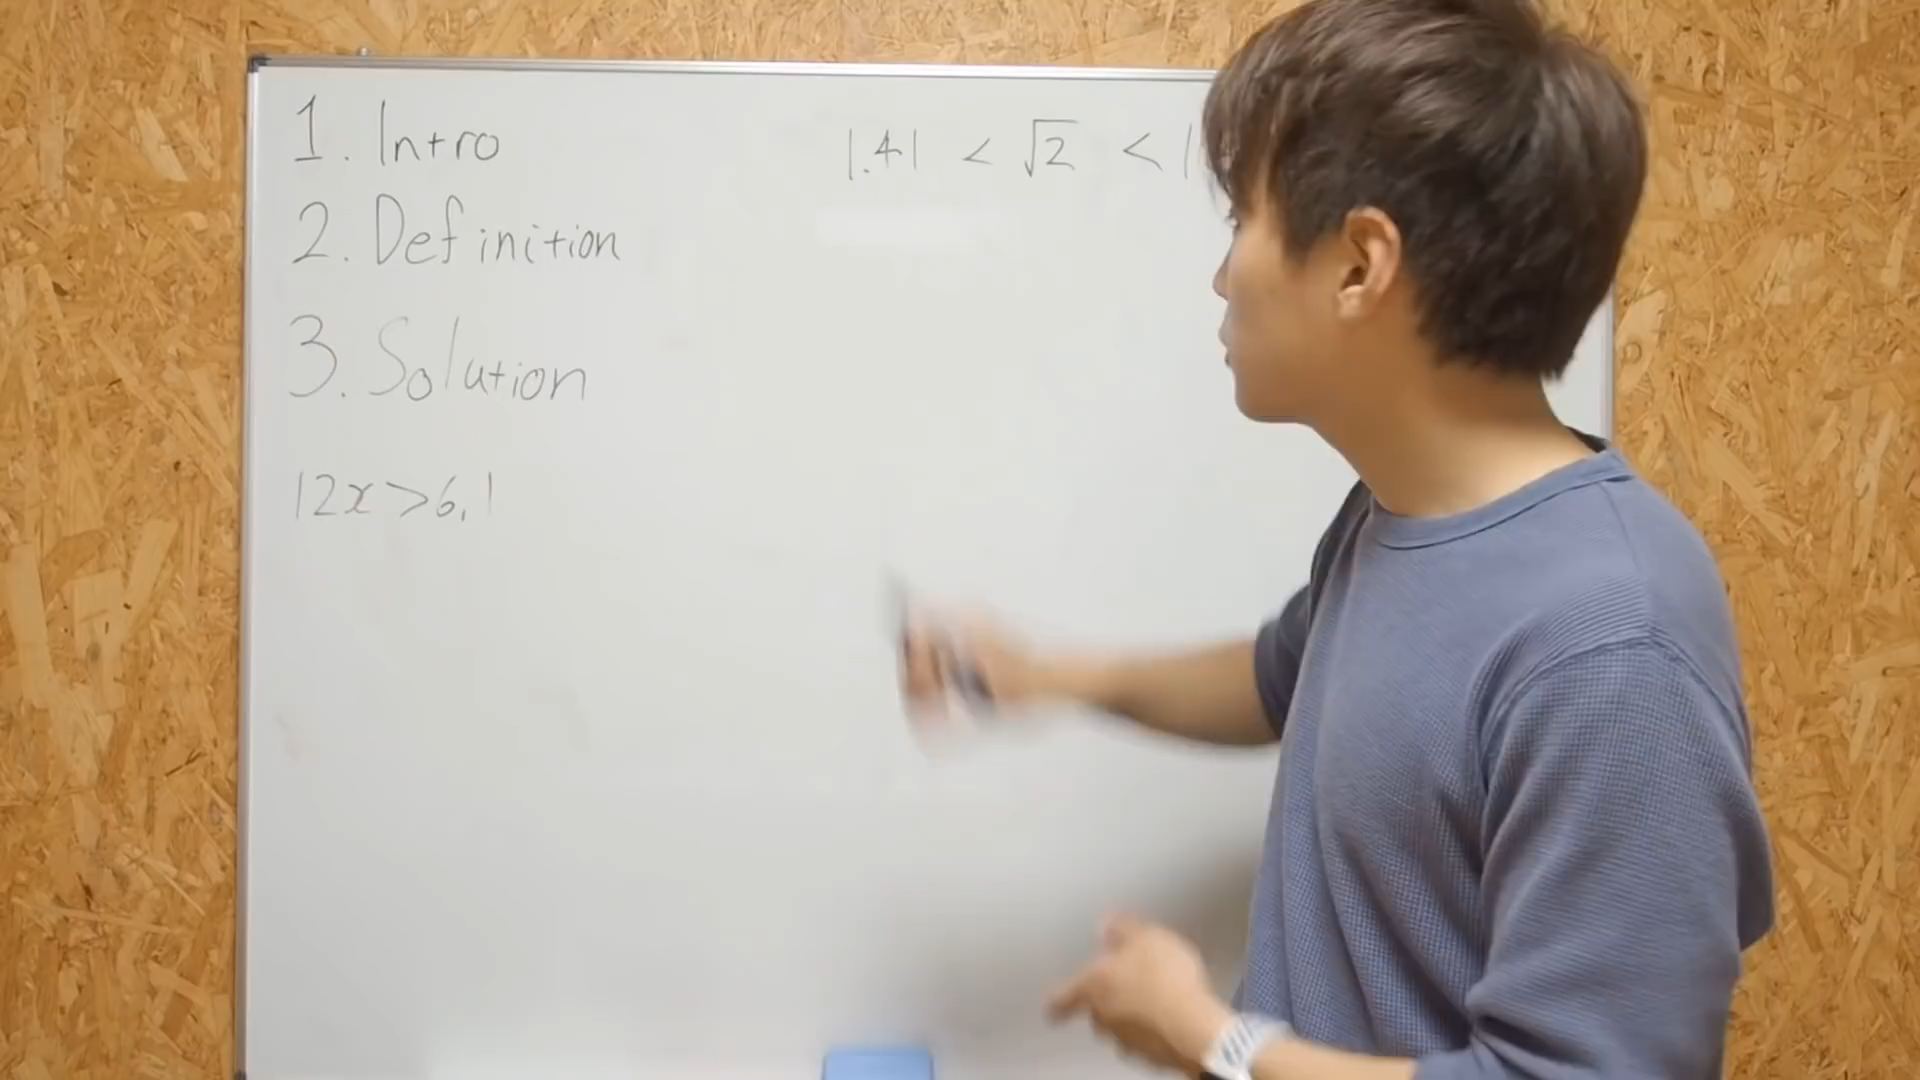 1. Intro
2. Definition
3. Solution
12x > 6,1
1.41 < √2 < 1